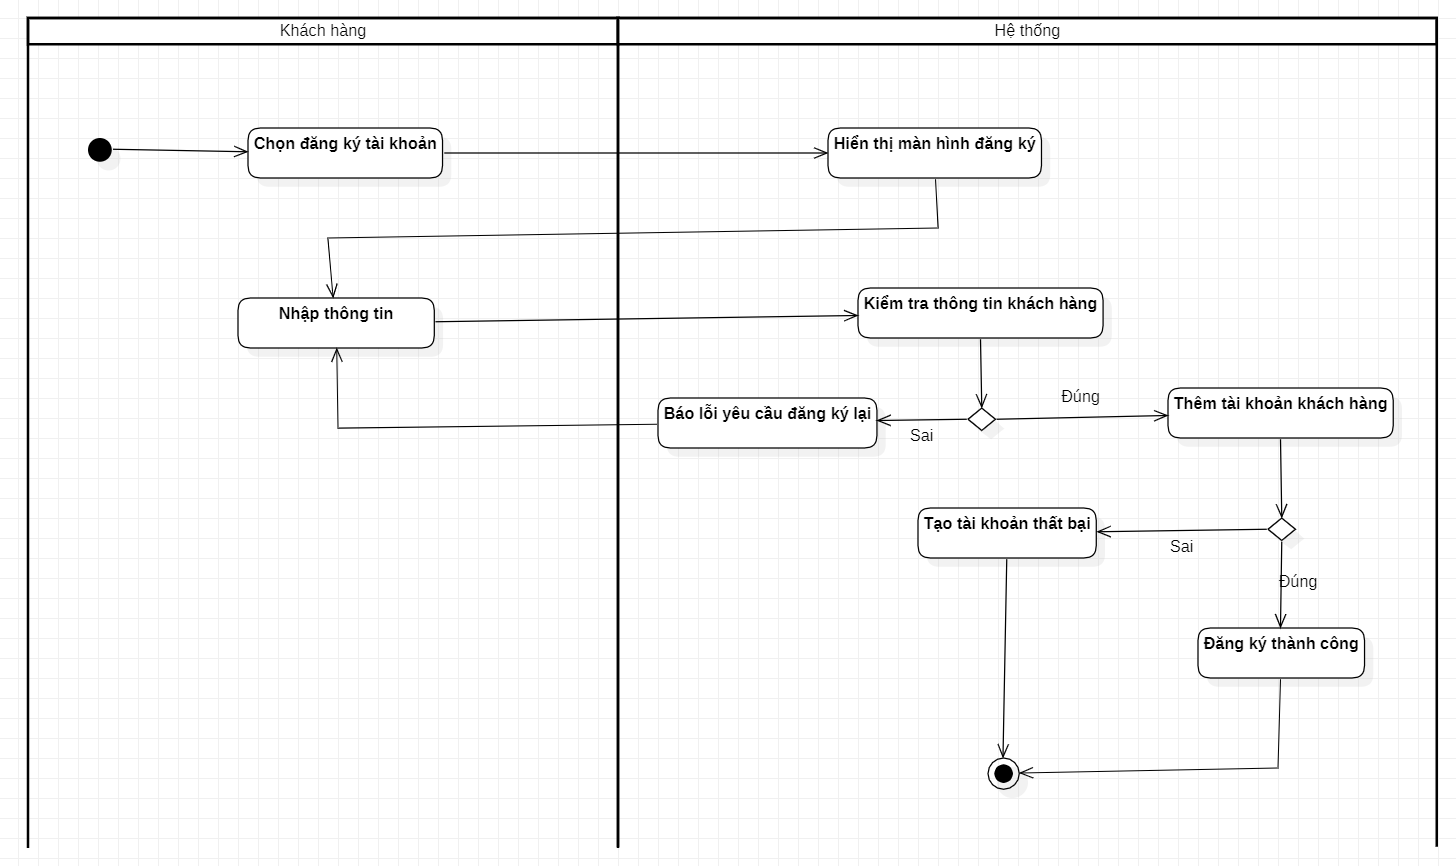 Khách hàng
Hệ thống
Chọn đăng ký tài khoản
Hiển thị màn hình đăng ký
Nhập thông tin
Kiểm tra thông tin khách hàng
Báo lỗi yêu cầu đăng ký lại
Sai
Đúng
Thêm tài khoản khách hàng
Tạo tài khoản thất bại
Sai
Đúng
Đăng ký thành công